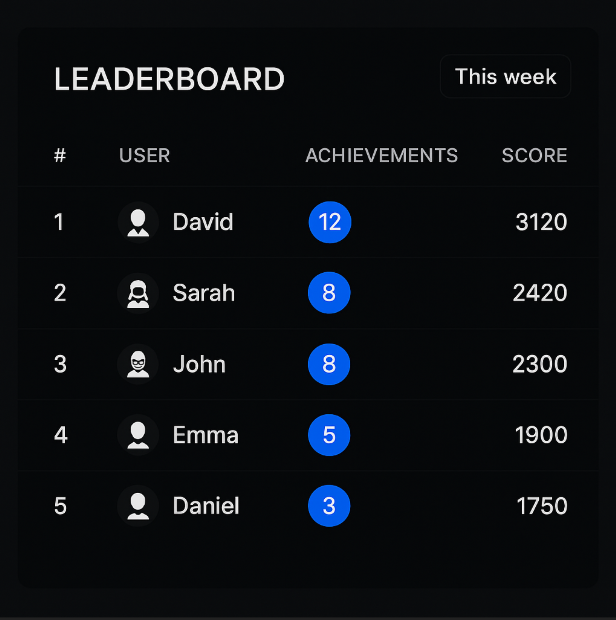 LEADERBOARD This week
# USER ACHIEVEMENTS SCORE
1 David 12 3120
2 Sarah 8 2420
3 John 8 2300
4 Emma 5 1900
5 Daniel 3 1750